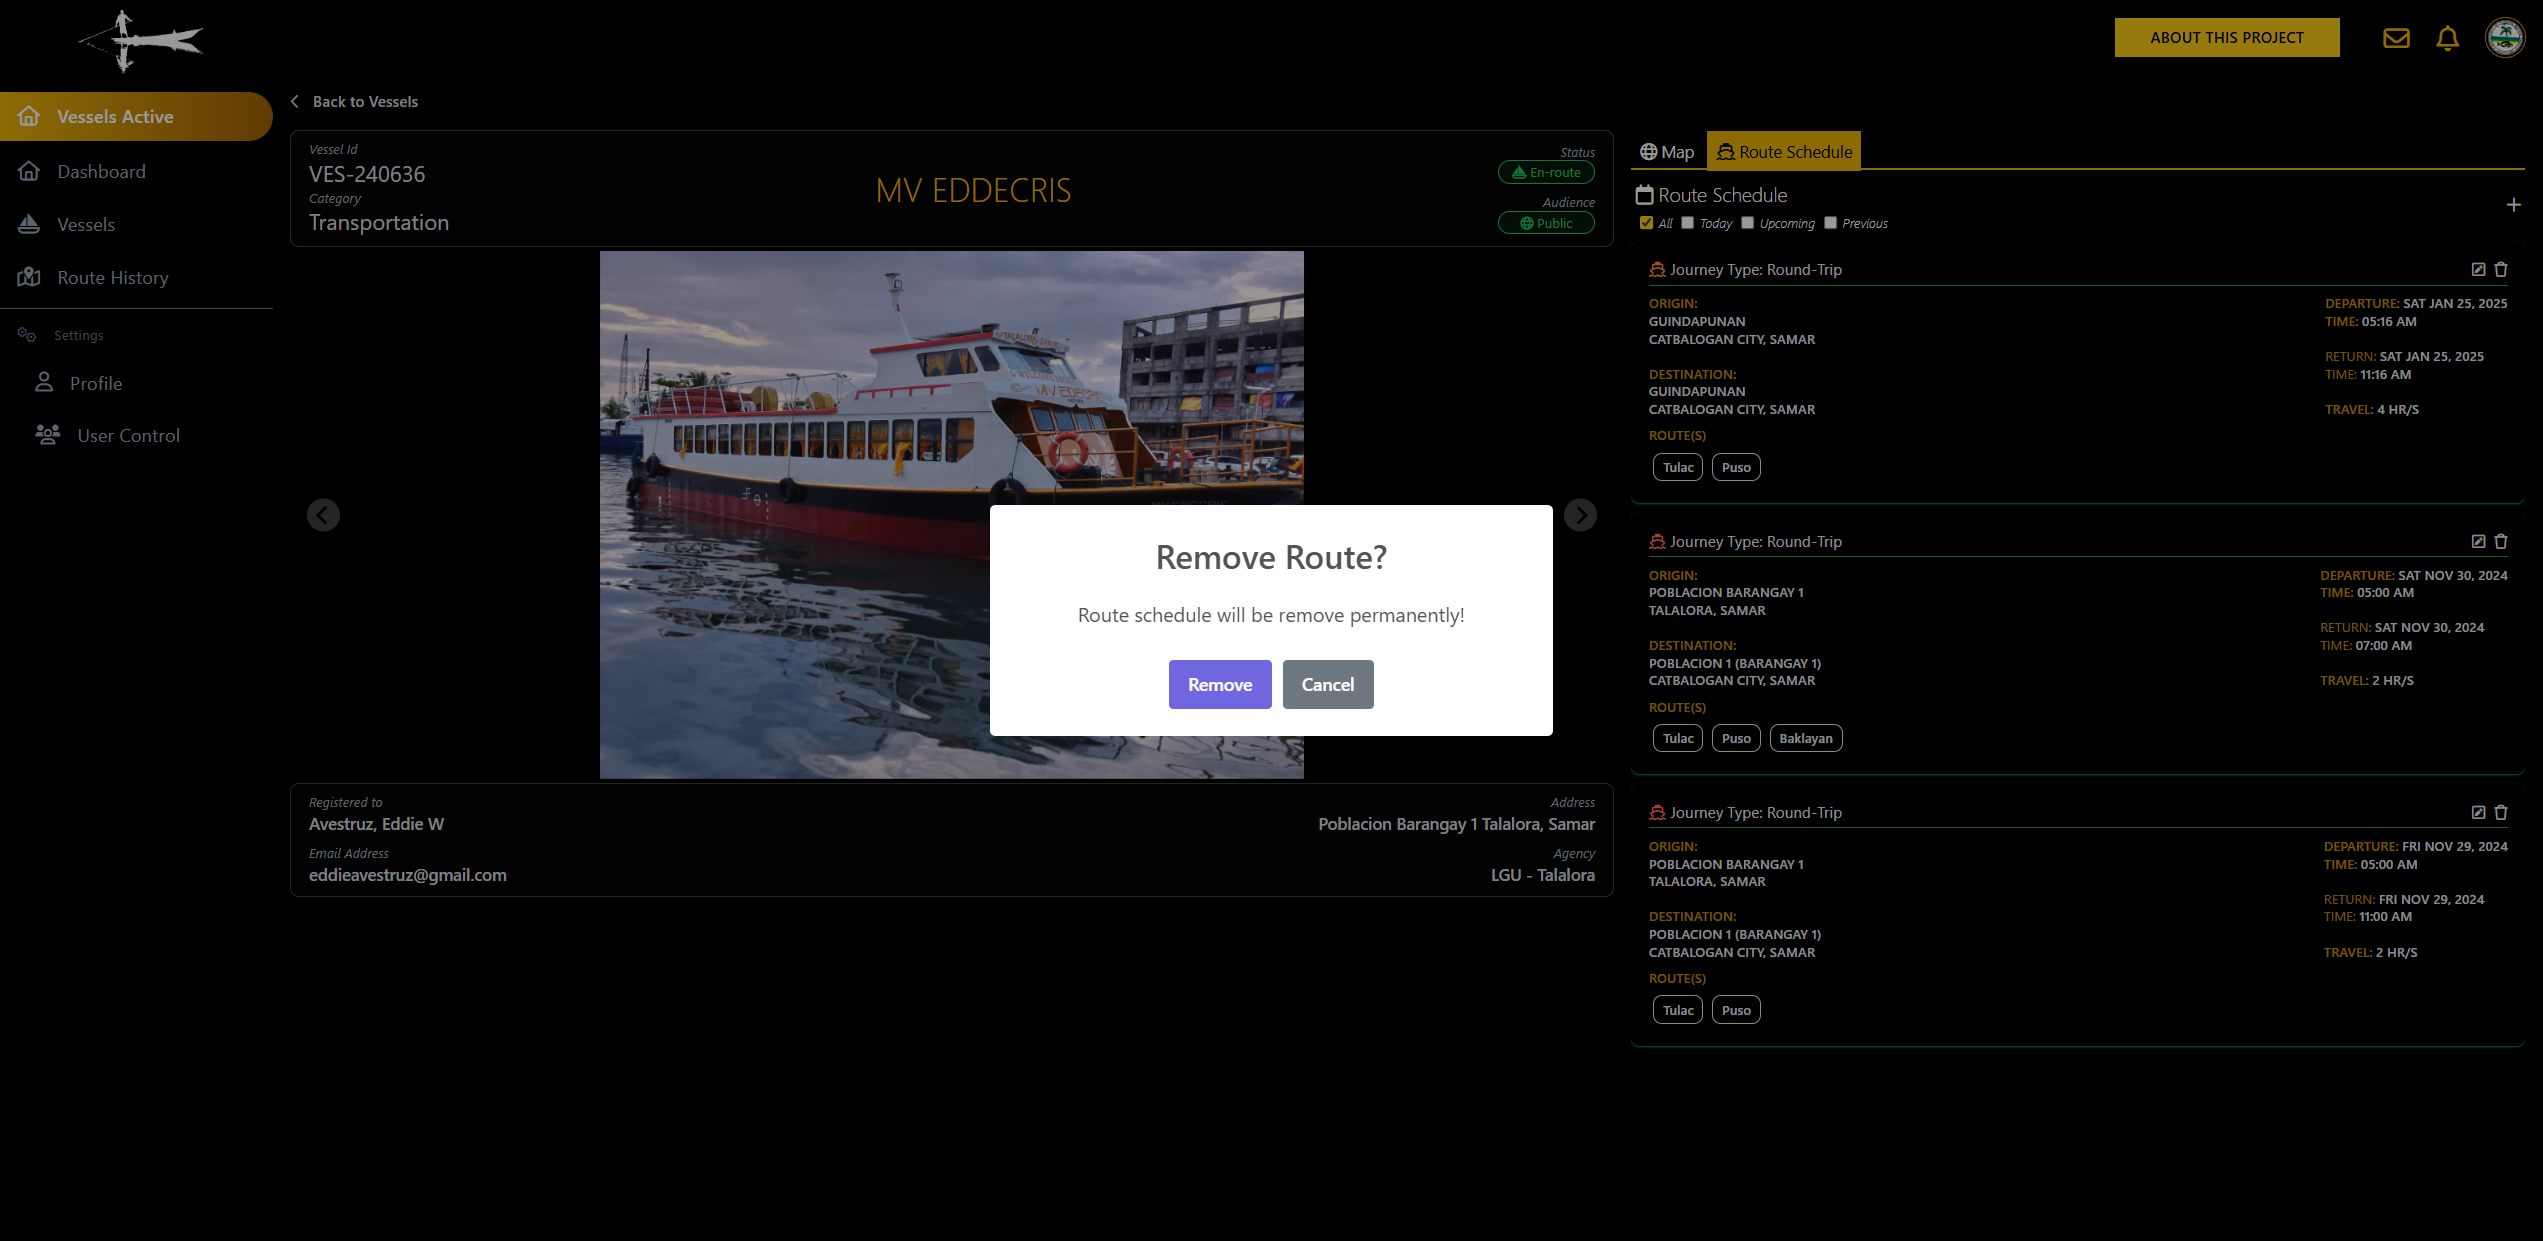 ABOUT THIS PROJECT
Vessels Active
Dashboard
Vessels
Route History
Settings
Profile
User Control
Back to Vessels
Vessel Id
VES-240636
Category
Transportation
MV EDDECRIS
Status
En-route
Audience
Public
MV EDECRIS
Remove Route?
Route schedule will be remove permanently!
Remove
Cancel
Registered to
Avestruz, Eddie W
Email Address
eddieavestruz@gmail.com
Address
Poblacion Barangay 1 Talalora, Samar
Agency
LGU - Talalora
Map
Route Schedule
Route Schedule
All Today Upcoming Previous
Journey Type: Round-Trip
ORIGIN:
GUINDAPUNAN
CATBALOGAN CITY, SAMAR
DESTINATION:
GUINDAPUNAN
CATBALOGAN CITY, SAMAR
DEPARTURE: SAT JAN 25, 2025
TIME: 05:16 AM
RETURN: SAT JAN 25, 2025
TIME: 11:16 AM
TRAVEL: 4 HR/S
ROUTE(S)
Tulac Puso
Journey Type: Round-Trip
ORIGIN:
POBLACION BARANGAY 1
TALALORA, SAMAR
DESTINATION:
POBLACION 1 (BARANGAY 1)
CATBALOGAN CITY, SAMAR
DEPARTURE: SAT NOV 30, 2024
TIME: 05:00 AM
RETURN: SAT NOV 30, 2024
TIME: 07:00 AM
TRAVEL: 2 HR/S
ROUTE(S)
Tulac Puso Baklayan
Journey Type: Round-Trip
ORIGIN:
POBLACION BARANGAY 1
TALALORA, SAMAR
DESTINATION:
POBLACION 1 (BARANGAY 1)
CATBALOGAN CITY, SAMAR
DEPARTURE: FRI NOV 29, 2024
TIME: 05:00 AM
RETURN: FRI NOV 29, 2024
TIME: 11:00 AM
TRAVEL: 2 HR/S
ROUTE(S)
Tulac Puso